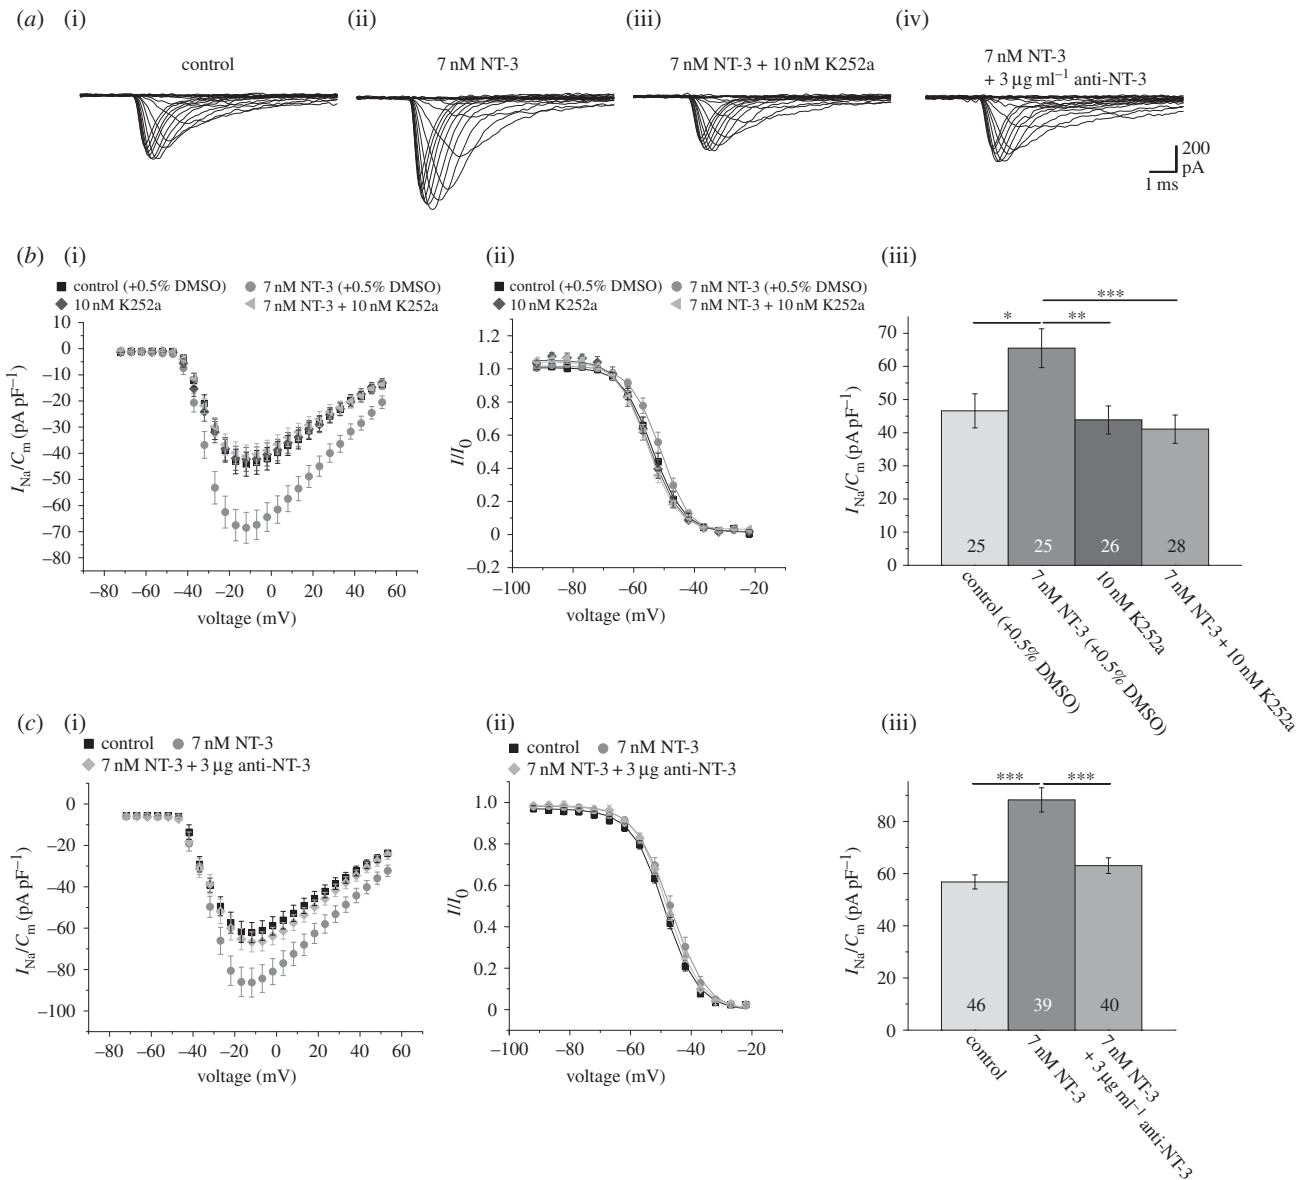 (a) (i) (ii) (iii) (iv)
control
7 nM NT-3
7 nM NT-3 + 10 nM K252a
7 nM NT-3
+ 3 µg ml⁻¹ anti-NT-3
200
pA
1 ms
(b) (i)
control (+0.5% DMSO) 7 nM NT-3 (+0.5% DMSO)
10 nM K252a 7 nM NT-3 + 10 nM K252a
10
0
−10
−20
−30
−40
−50
−60
−70
−80
I_Na/C_m (pA pF⁻¹)
−80 −60 −40 −20 0 20 40 60
voltage (mV)
(ii)
control (+0.5% DMSO) 7 nM NT-3 (+0.5% DMSO)
10 nM K252a 7 nM NT-3 + 10 nM K252a
1.2
1.0
0.8
0.6
0.4
0.2
0
−0.2
I/I_0
−100 −80 −60 −40 −20
voltage (mV)
(iii)
***
* **
70
60
50
40
30
20
10
0
I_Na/C_m (pA pF⁻¹)
25 25 26 28
control (+0.5% DMSO)
7 nM NT-3 (+0.5% DMSO)
10 nM K252a
7 nM NT-3 + 10 nM K252a
(c) (i)
control 7 nM NT-3
7 nM NT-3 + 3 µg anti-NT-3
0
−20
−40
−60
−80
−100
I_Na/C_m (pA pF⁻¹)
−80 −60 −40 −20 0 20 40 60
voltage (mV)
(ii)
control 7 nM NT-3
7 nM NT-3 + 3 µg anti-NT-3
1.0
0.8
0.6
0.4
0.2
0
I/I_0
−100 −80 −60 −40 −20
voltage (mV)
(iii)
*** ***
80
60
40
20
0
I_Na/C_m (pA pF⁻¹)
46 39 40
control
7 nM NT-3
7 nM NT-3
+ 3 µg ml⁻¹ anti-NT-3